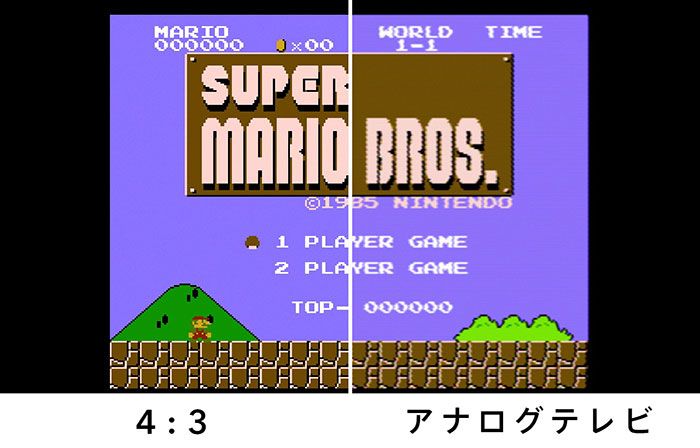 MARIO WORLD TIME
000000 ×00 1-1
SUPER
MARIO BROS.
©1985 NINTENDO
1 PLAYER GAME
2 PLAYER GAME
TOP- 000000
4:3 アナログテレビ